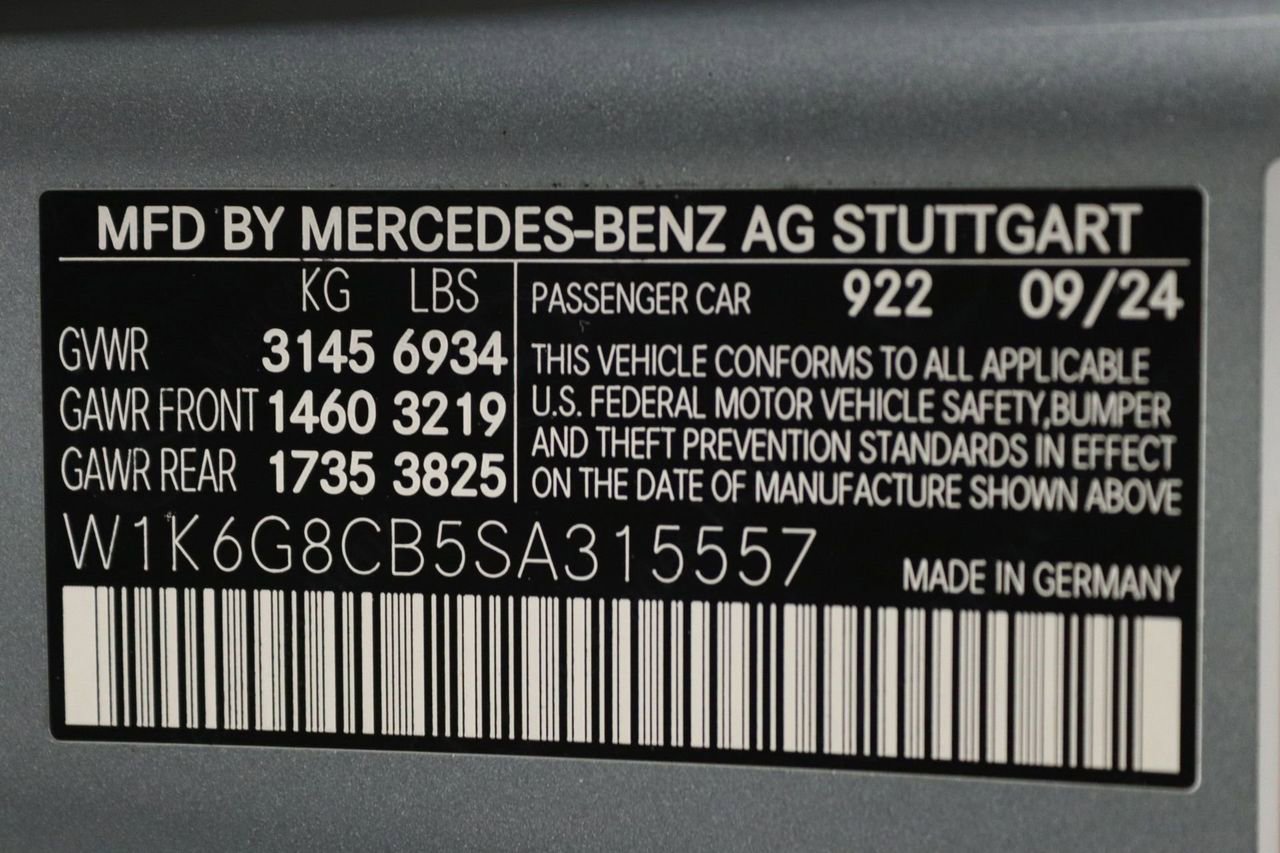 MFD BY MERCEDES-BENZ AG STUTTGART
KG LBS
GVWR 3145 6934
GAWR FRONT 1460 3219
GAWR REAR 1735 3825
PASSENGER CAR 922 09/24
THIS VEHICLE CONFORMS TO ALL APPLICABLE
U.S. FEDERAL MOTOR VEHICLE SAFETY,BUMPER
AND THEFT PREVENTION STANDARDS IN EFFECT
ON THE DATE OF MANUFACTURE SHOWN ABOVE
W1K6G8CB5SA315557
MADE IN GERMANY